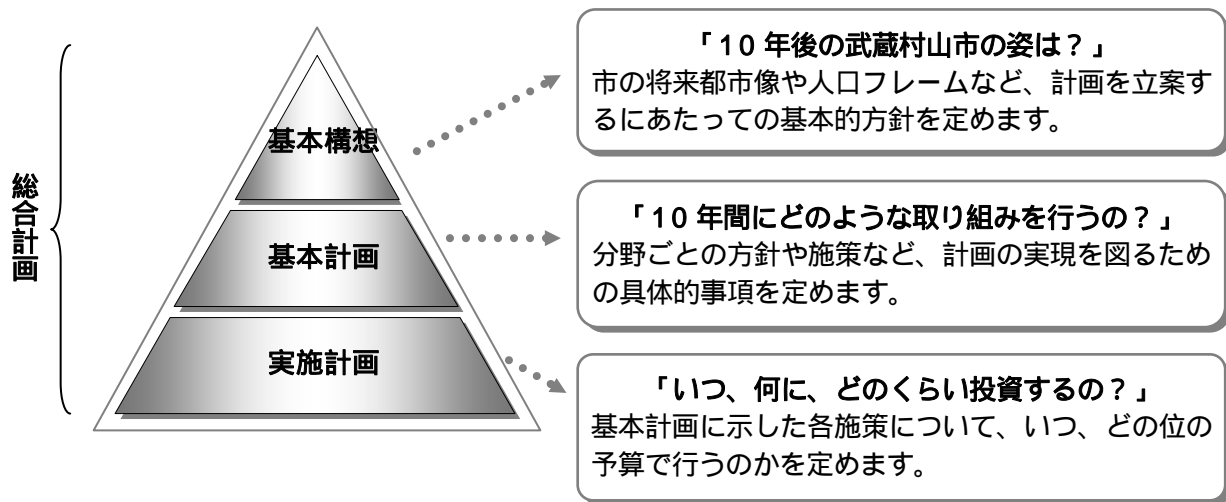 総合計画
基本構想
「10年後の武蔵村山市の姿は？」
市の将来都市像や人口フレームなど、計画を立案す
るにあたっての基本的方針を定めます。
基本計画
「10年間にどのような取り組みを行うの？」
分野ごとの方針や施策など、計画の実現を図るため
の具体的事項を定めます。
実施計画
「いつ、何に、どのくらい投資するの？」
基本計画に示した各施策について、いつ、どの位の
予算で行うのかを定めます。